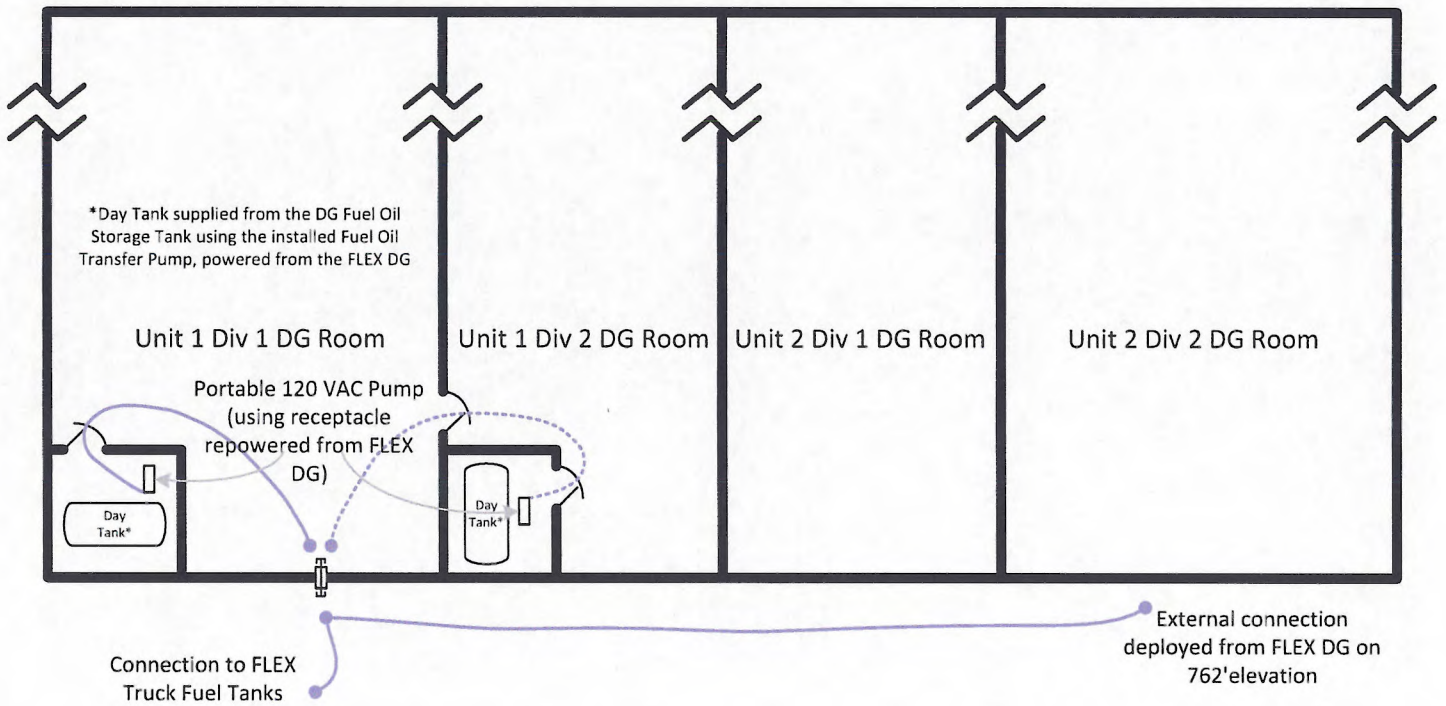 *Day Tank supplied from the DG Fuel Oil
Storage Tank using the installed Fuel Oil
Transfer Pump, powered from the FLEX DG
Unit 1 Div 1 DG Room
Unit 1 Div 2 DG Room
Unit 2 Div 1 DG Room
Unit 2 Div 2 DG Room
Portable 120 VAC Pump
(using receptacle
repowered from FLEX
DG)
Day
Tank*
Day
Tank*
Connection to FLEX
Truck Fuel Tanks
External connection
deployed from FLEX DG on
762'elevation